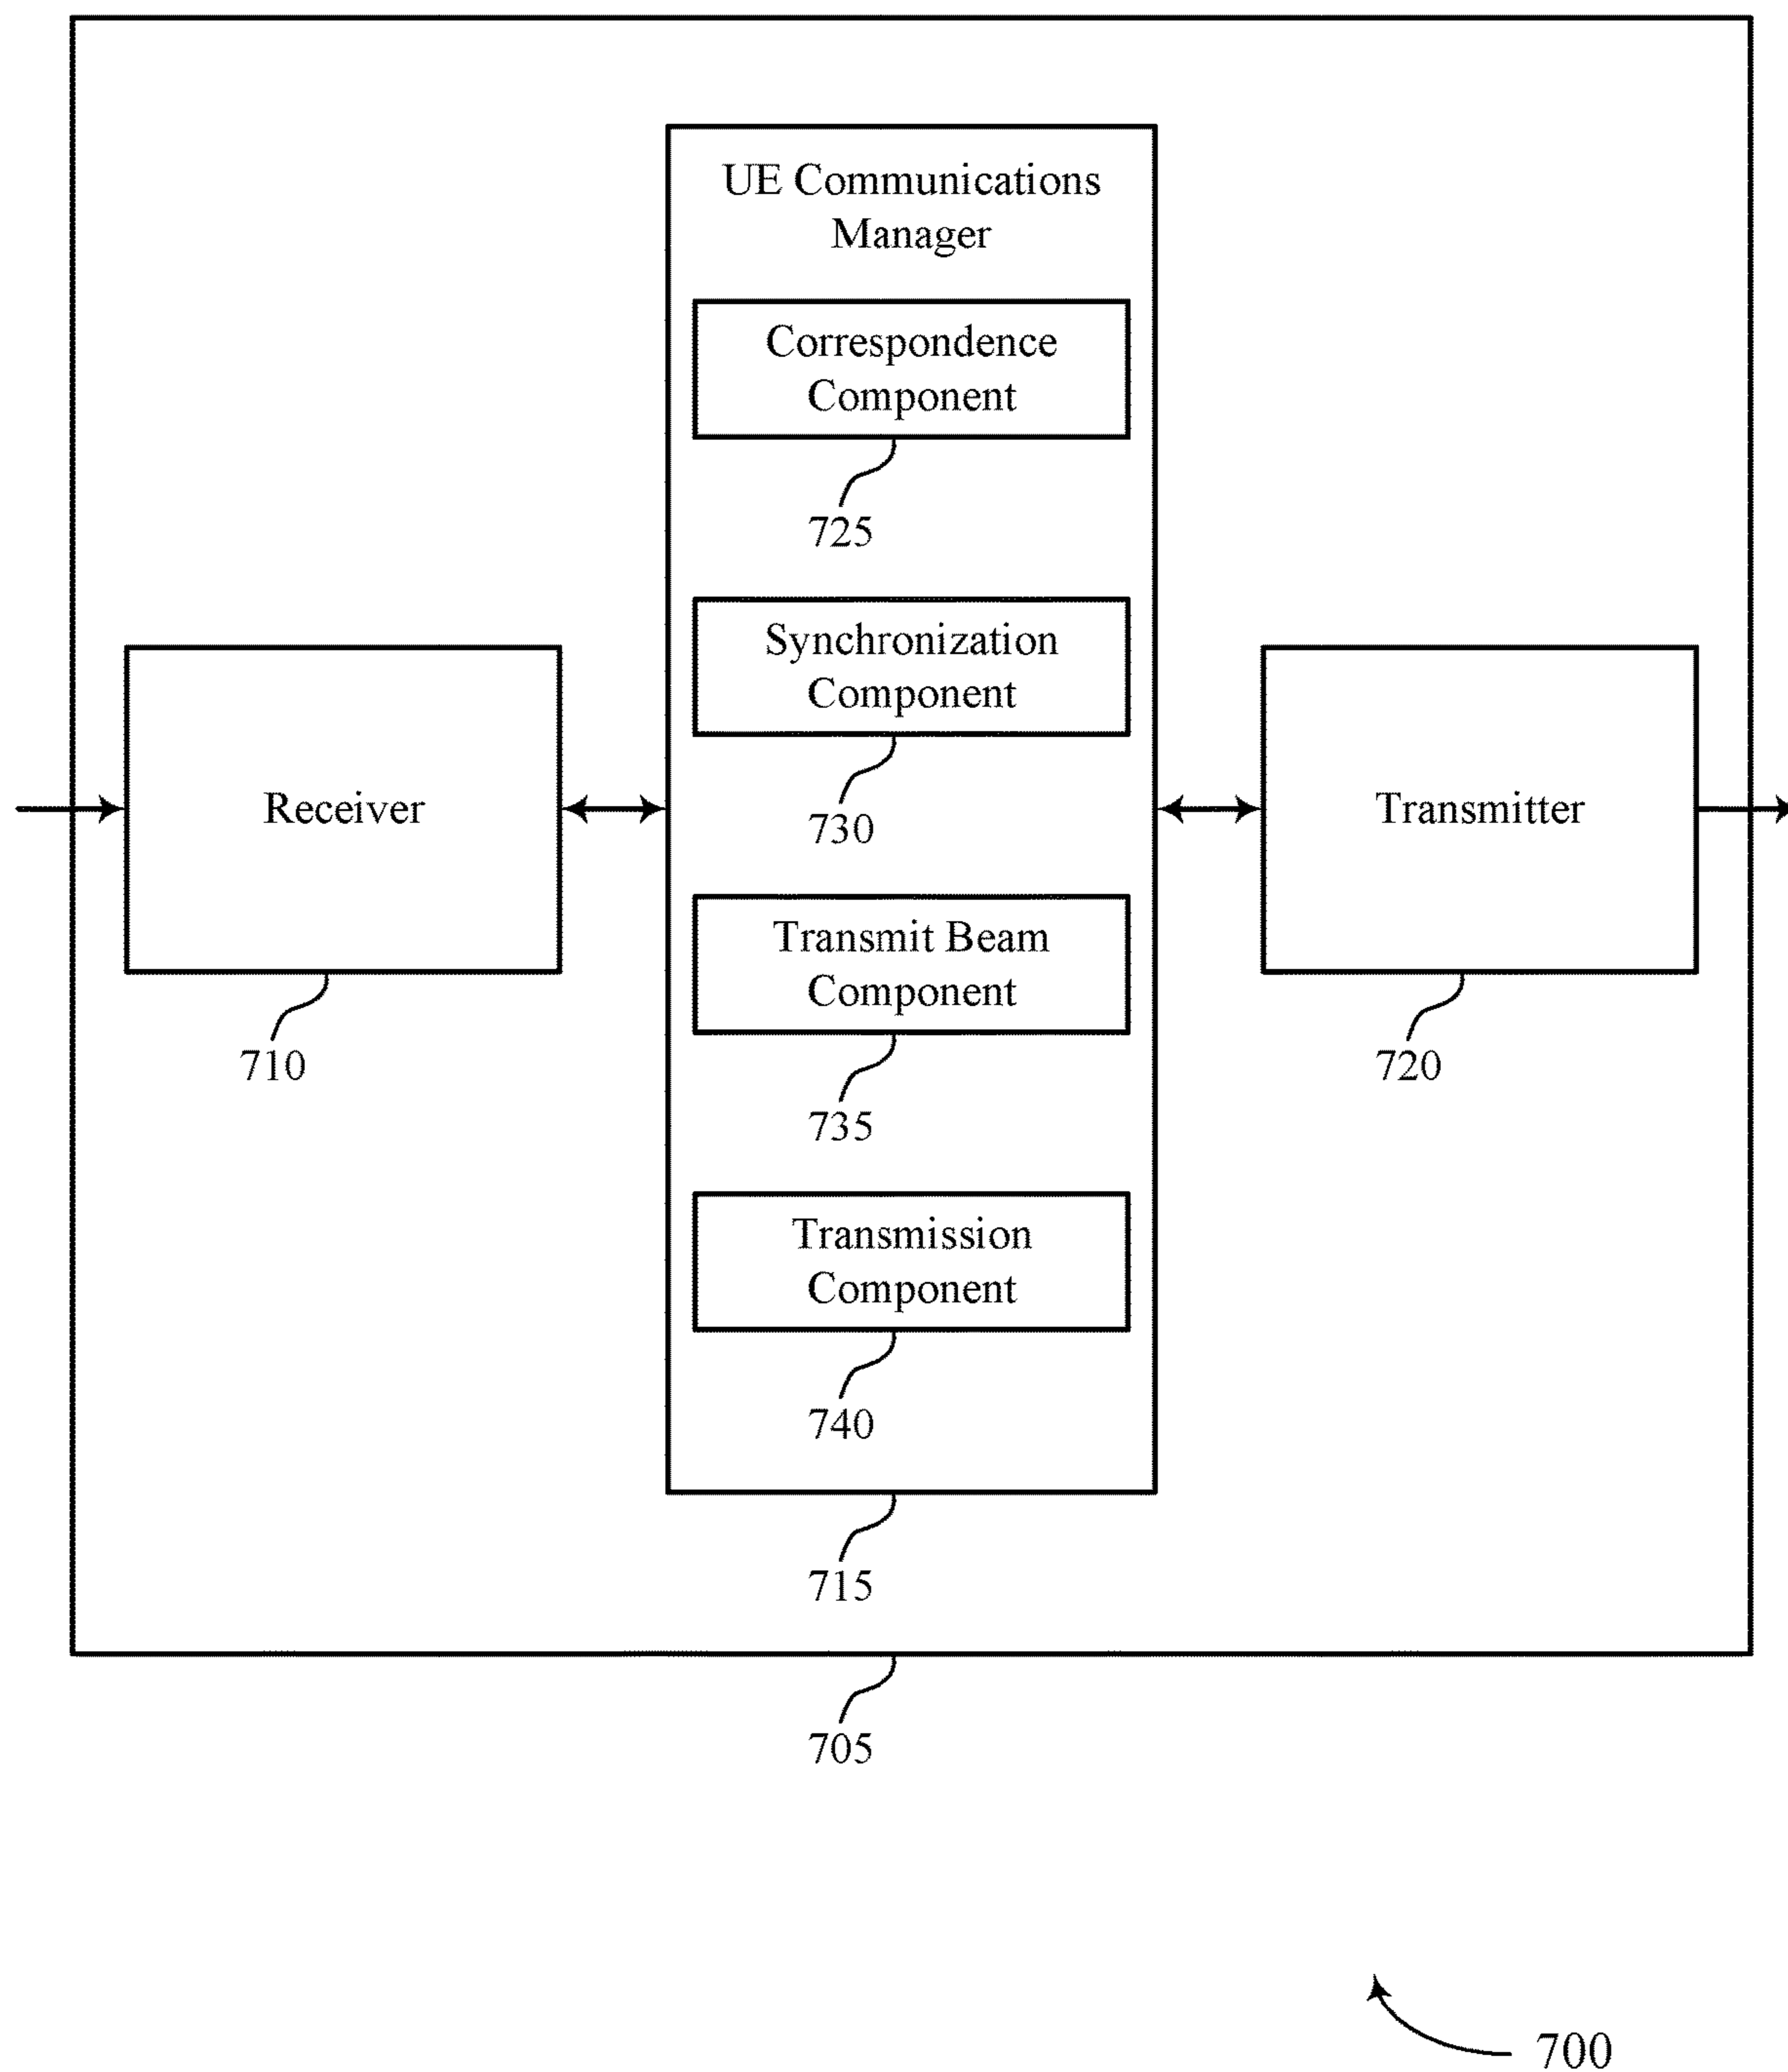 UE Communications
Manager
Correspondence
Component
725
Synchronization
Component
730
Receiver
710
Transmitter
720
Transmit Beam
Component
735
Transmission
Component
740
715
705
700